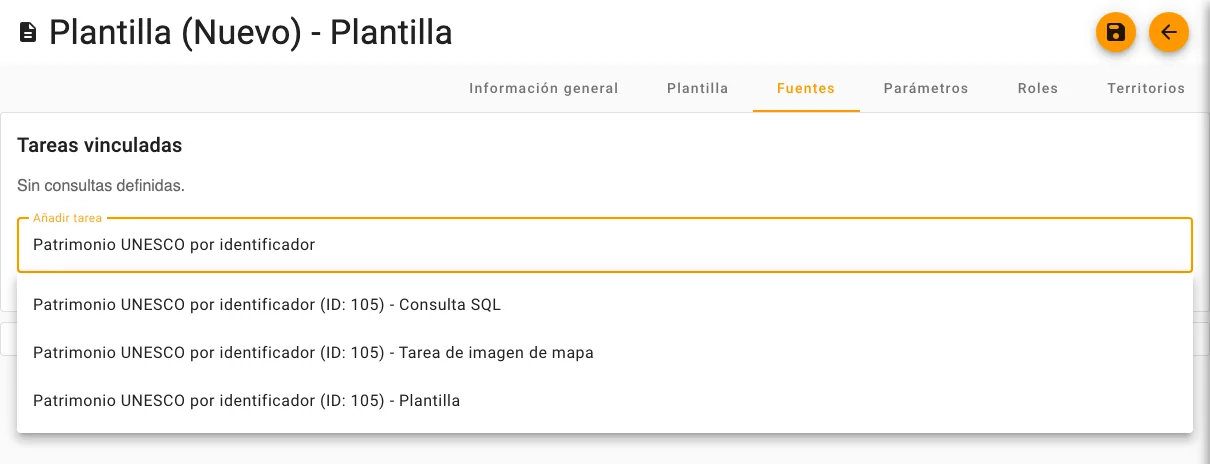 Plantilla (Nuevo) - Plantilla
Información general Plantilla Fuentes Parámetros Roles Territorios
Tareas vinculadas
Sin consultas definidas.
Añadir tarea
Patrimonio UNESCO por identificador
Patrimonio UNESCO por identificador (ID: 105) - Consulta SQL
Patrimonio UNESCO por identificador (ID: 105) - Tarea de imagen de mapa
Patrimonio UNESCO por identificador (ID: 105) - Plantilla